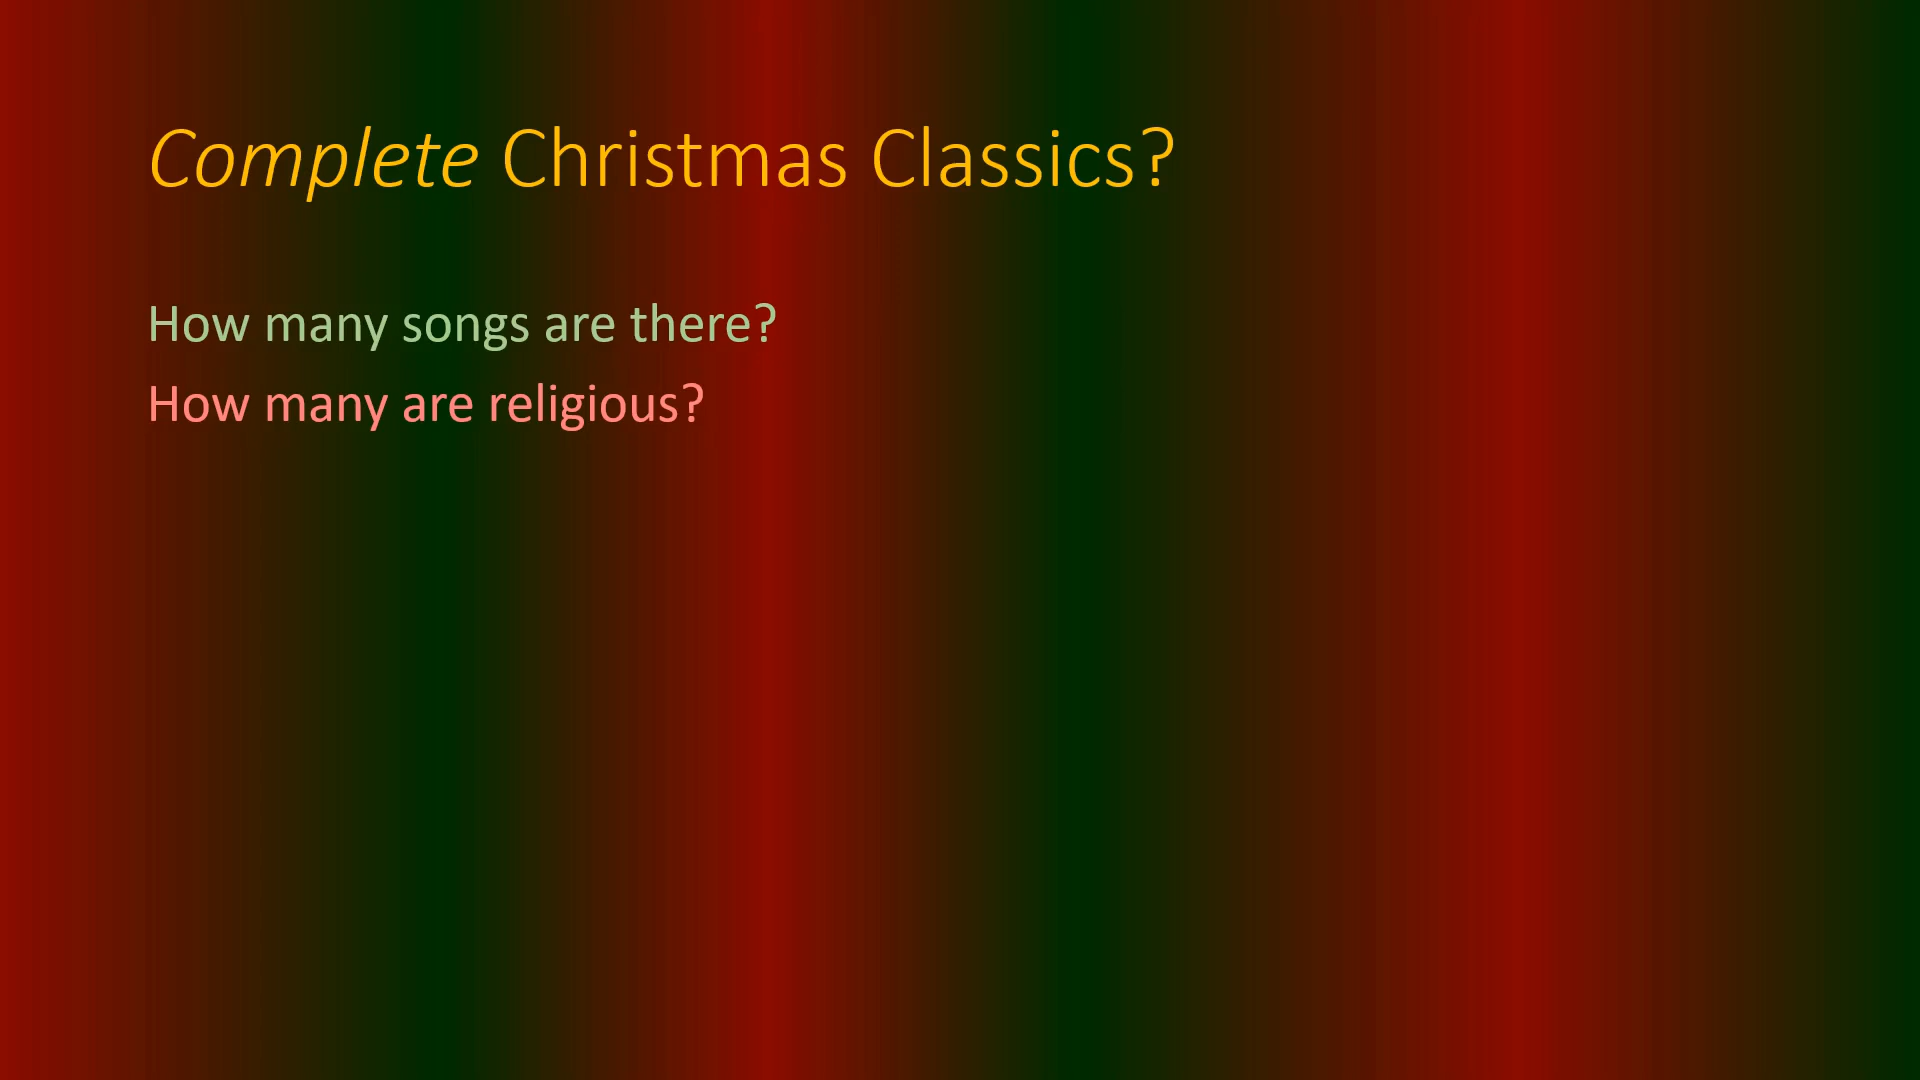 Complete Christmas Classics?
How many songs are there?
How many are religious?